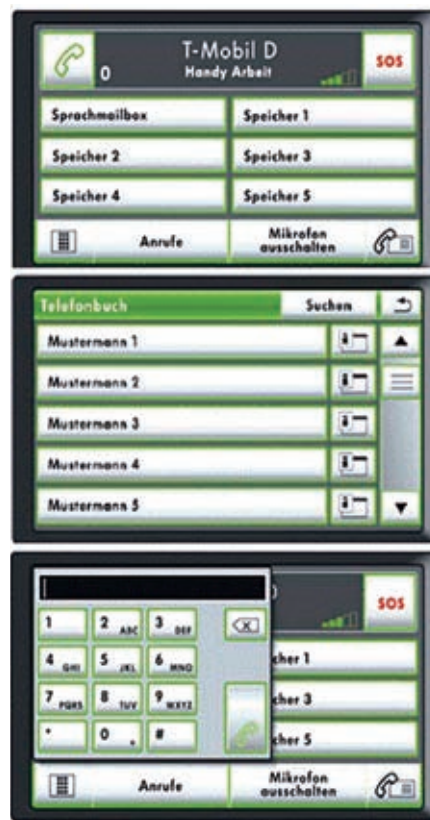 T-Mobil D
0
Handy Arbeit
SOS
Sprachmailbox
Speicher 1
Speicher 2
Speicher 3
Speicher 4
Speicher 5
Anrufe
Mikrofon
ausschalten
Telefonbuch
Suchen
Mustermann 1
Mustermann 2
Mustermann 3
Mustermann 4
Mustermann 5
SOS
1
2 ABC
3 DEF
4 GHI
5 JKL
6 MNO
cher 1
7 PQRS
8 TUV
9 WXYZ
cher 3
0
#
cher 5
Anrufe
Mikrofon
ausschalten